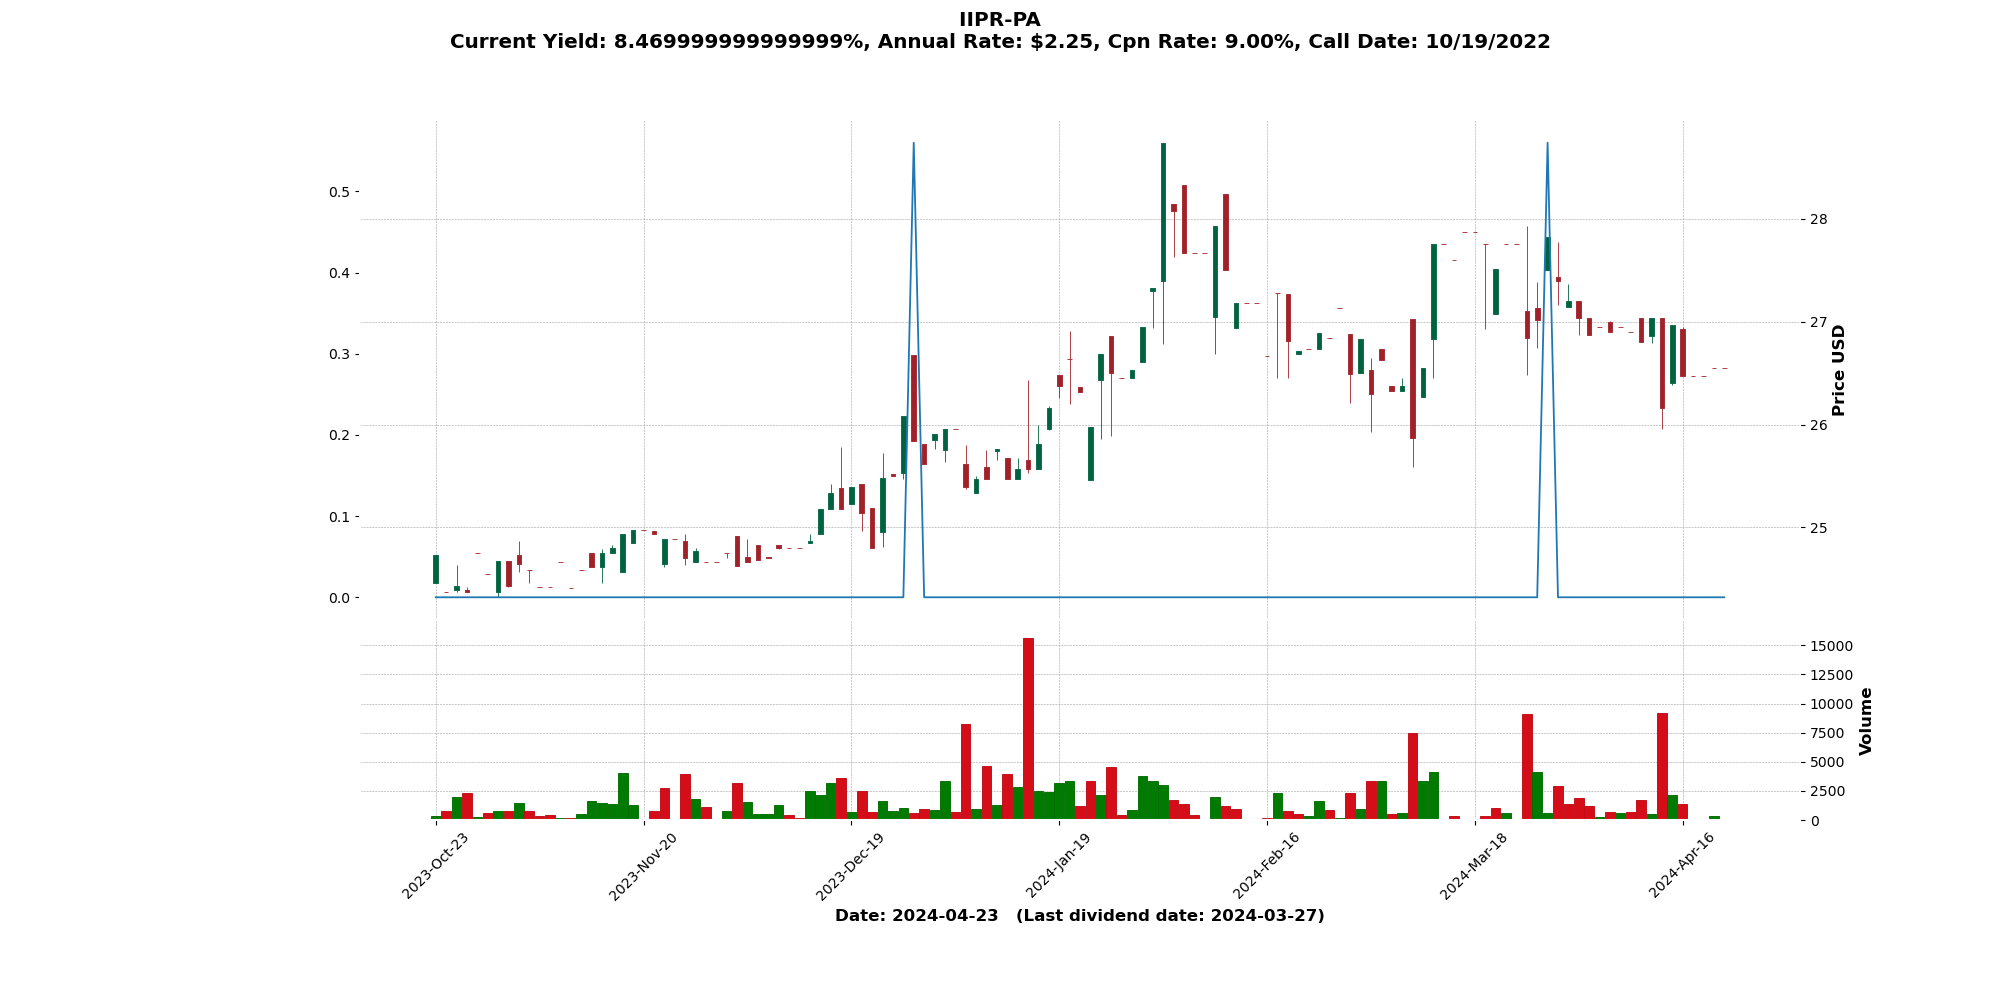 IIPR-PA
Current Yield: 8.469999999999999%, Annual Rate: $2.25, Cpn Rate: 9.00%, Call Date: 10/19/2022
0.5
0.4
0.3
0.2
0.1
0.0
28
27
26
25
Price USD
15000
12500
10000
7500
5000
2500
0
Volume
2023-Oct-23
2023-Nov-20
2023-Dec-19
2024-Jan-19
2024-Feb-16
2024-Mar-18
2024-Apr-16
Date: 2024-04-23 (Last dividend date: 2024-03-27)